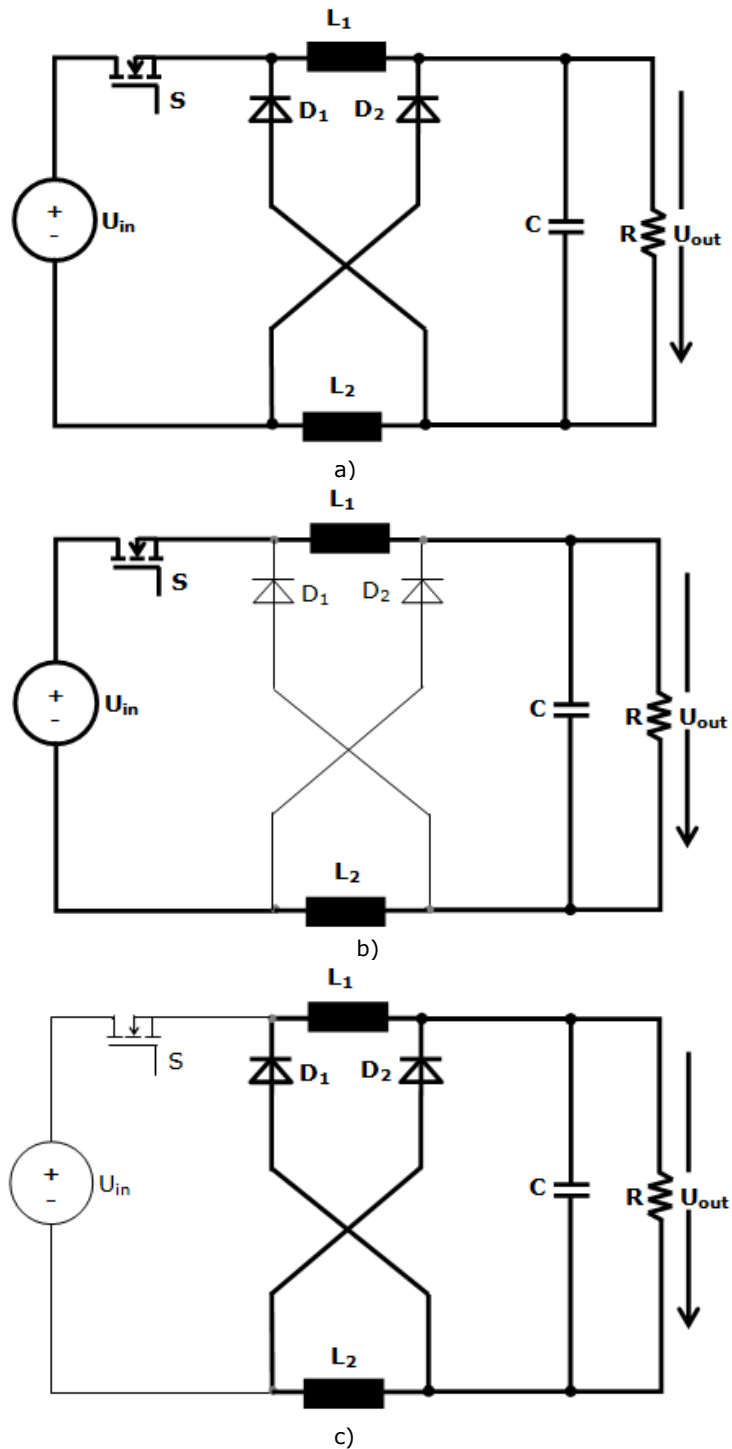 L1
S
D1
D2
+
-
Uin
C
R
Uout
L2
a)
L1
S
D1
D2
+
-
Uin
C
R
Uout
L2
b)
L1
S
D1
D2
+
-
Uin
C
R
Uout
L2
c)